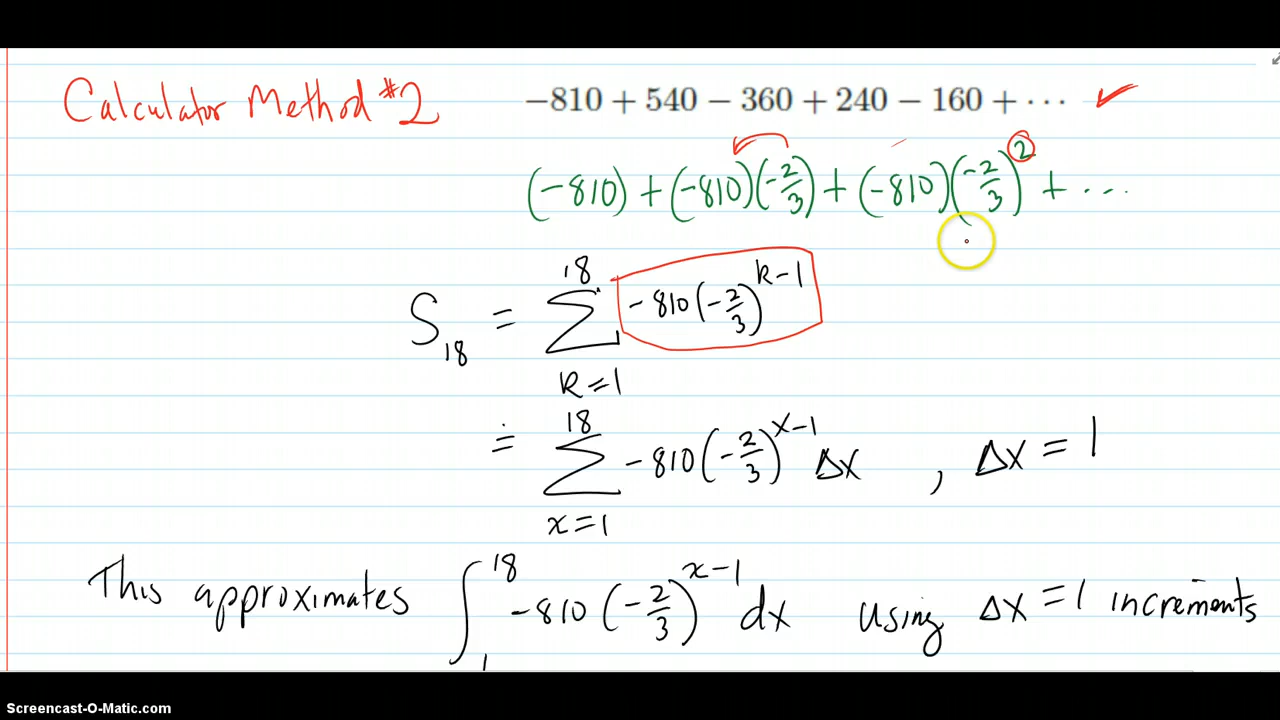 Calculator Method #2
−810 + 540 − 360 + 240 − 160 + ⋯ ✓
(-810) + (-810)(-2/3) + (-810)(-2/3)^2 + ...
S_18 = ∑_{k=1}^{18} -810(-2/3)^{k-1}
= ∑_{x=1}^{18} -810(-2/3)^{x-1} Δx , Δx = 1
This approximates ∫_1^18 -810(-2/3)^{x-1} dx using Δx = 1 increments
Screencast-O-Matic.com